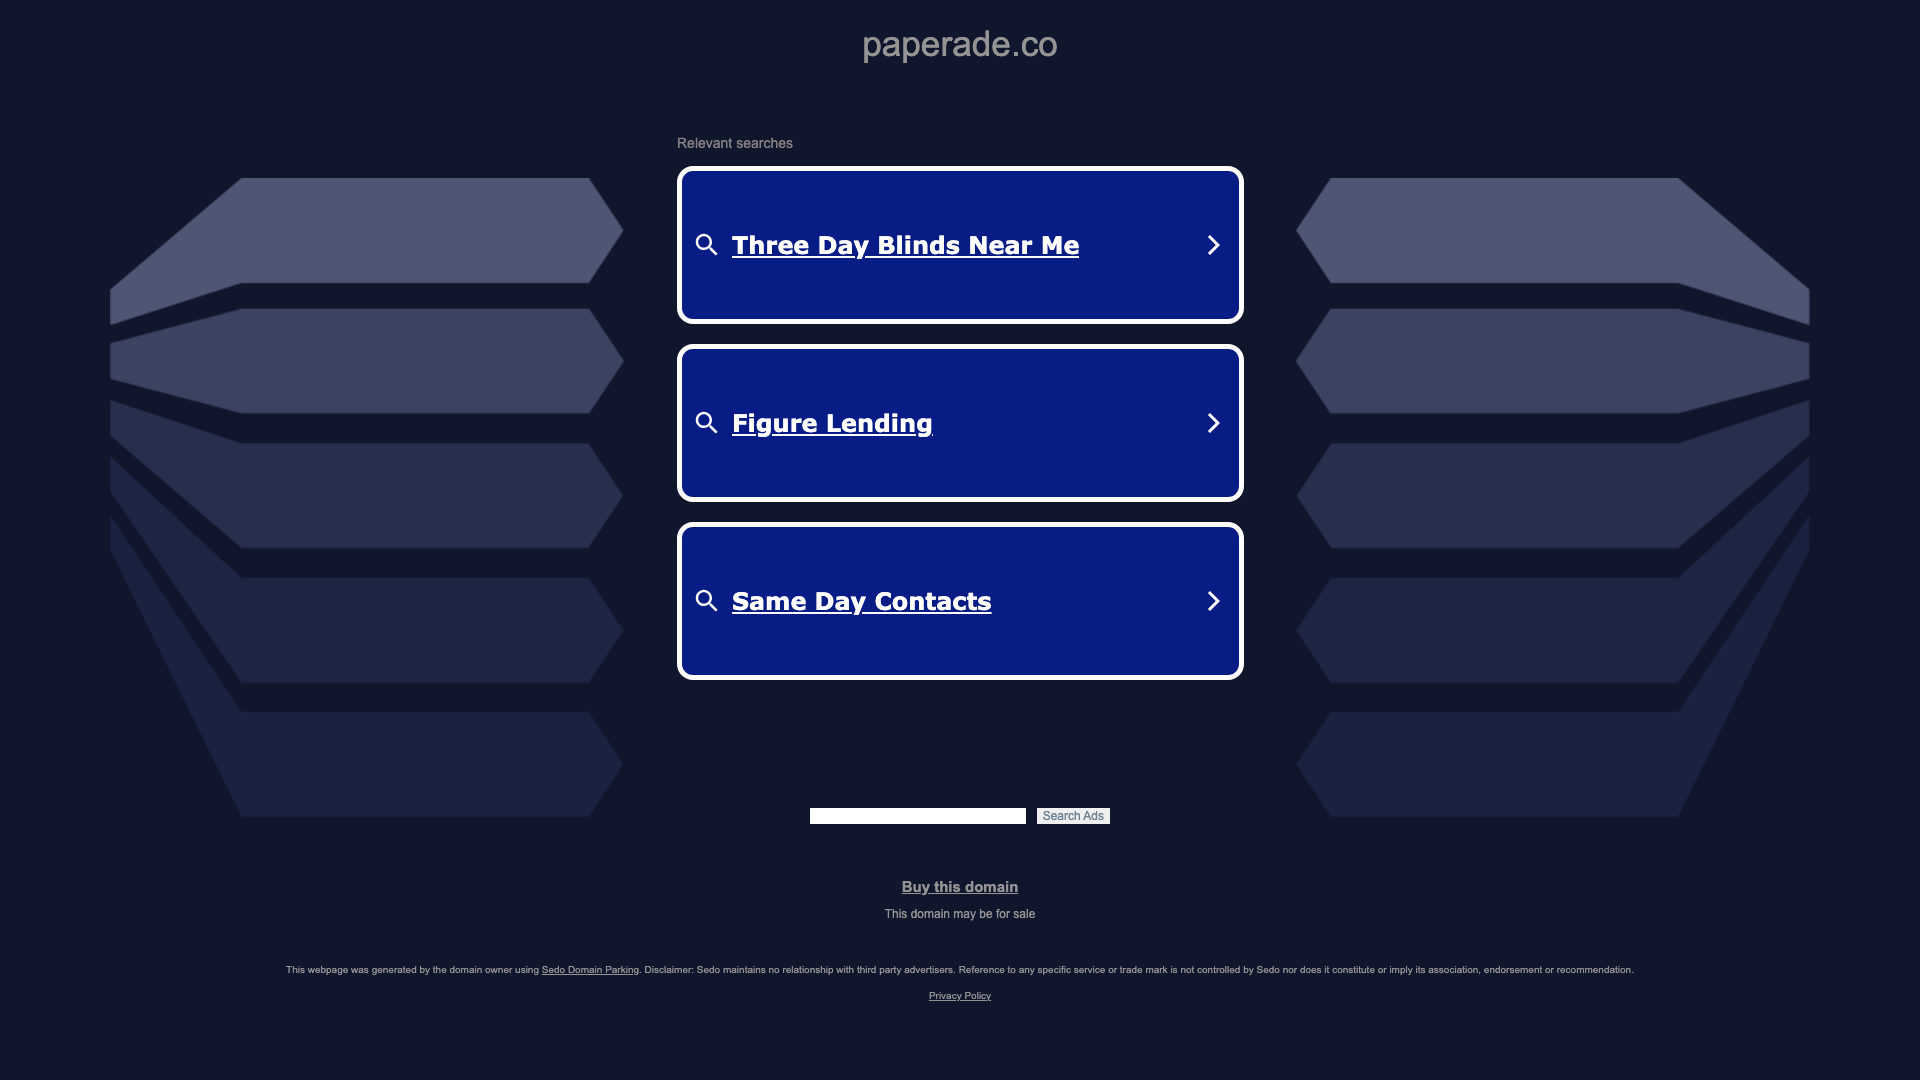 paperade.co
Relevant searches
Three Day Blinds Near Me
Figure Lending
Same Day Contacts
Search Ads
Buy this domain
This domain may be for sale
This webpage was generated by the domain owner using Sedo Domain Parking. Disclaimer: Sedo maintains no relationship with third party advertisers. Reference to any specific service or trade mark is not controlled by Sedo nor does it constitute or imply its association, endorsement or recommendation.
Privacy Policy